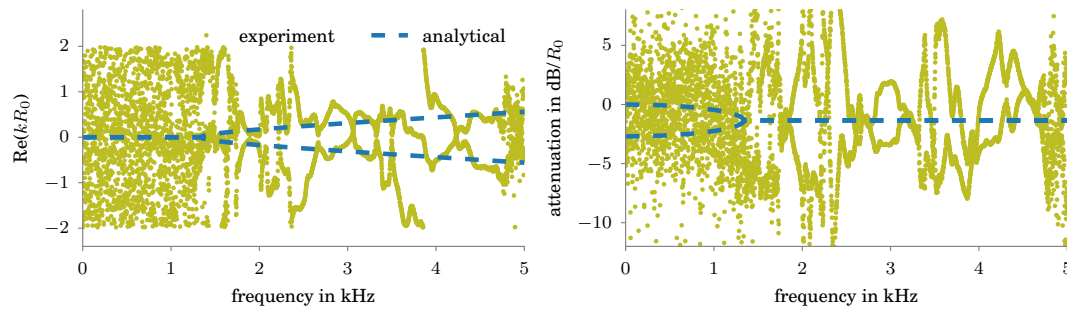 experiment
analytical
Re(kR₀)
2
1
0
−1
−2
0 1 2 3 4 5
frequency in kHz
attenuation in dB/R₀
5
0
−5
−10
0 1 2 3 4 5
frequency in kHz